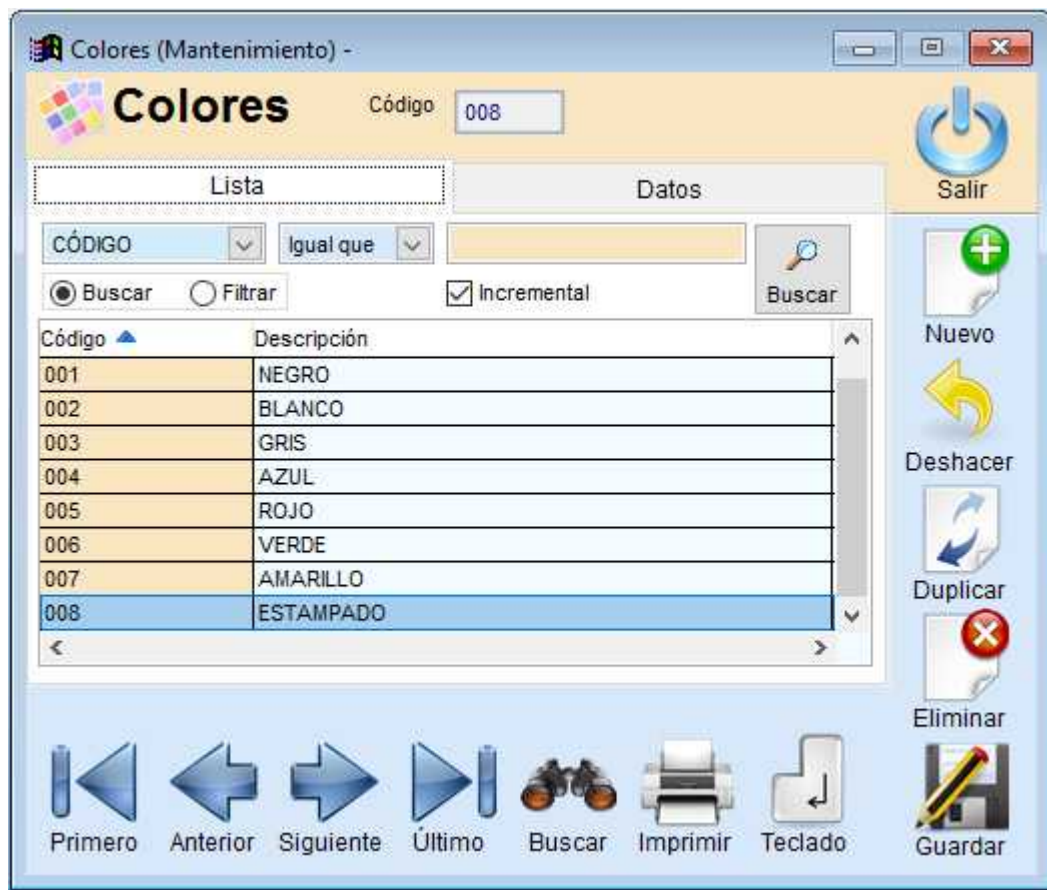 Colores (Mantenimiento) -
Colores Código 008
Salir
Lista Datos
CÓDIGO Igual que Buscar
Buscar Filtrar Incremental
Nuevo
Código Descripción
001 NEGRO
002 BLANCO
003 GRIS
004 AZUL
005 ROJO
006 VERDE
007 AMARILLO
008 ESTAMPADO
Deshacer
Duplicar
Eliminar
Primero Anterior Siguiente Último Buscar Imprimir Teclado Guardar